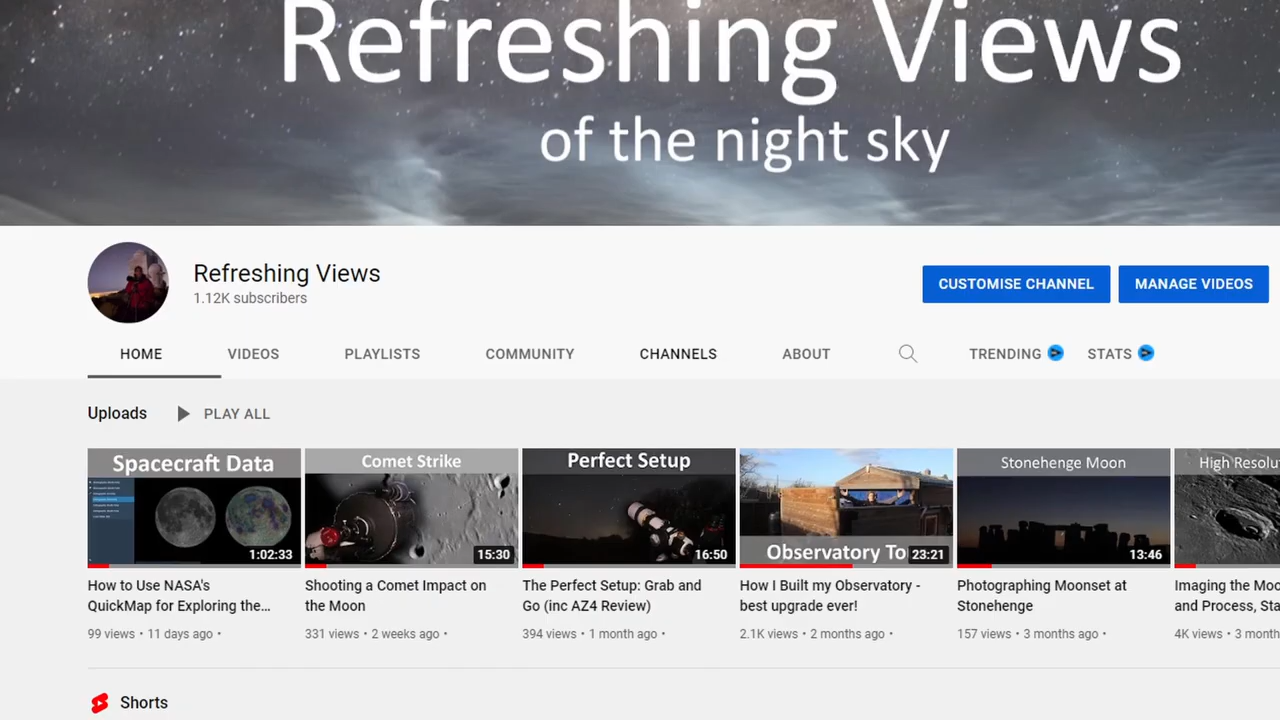 Refreshing Views
of the night sky
Refreshing Views
1.12K subscribers
CUSTOMISE CHANNEL
MANAGE VIDEOS
HOME
VIDEOS
PLAYLISTS
COMMUNITY
CHANNELS
ABOUT
TRENDING
STATS
Uploads
PLAY ALL
Spacecraft Data
1:02:33
How to Use NASA's
QuickMap for Exploring the...
99 views • 11 days ago •
Comet Strike
15:30
Shooting a Comet Impact on
the Moon
331 views • 2 weeks ago •
Perfect Setup
16:50
The Perfect Setup: Grab and
Go (inc AZ4 Review)
394 views • 1 month ago •
Observatory To
23:21
How I Built my Observatory -
best upgrade ever!
2.1K views • 2 months ago •
Stonehenge Moon
13:46
Photographing Moonset at
Stonehenge
157 views • 3 months ago •
High Resolu
Imaging the Moo
and Process, Sta
4K views • 3 month
Shorts